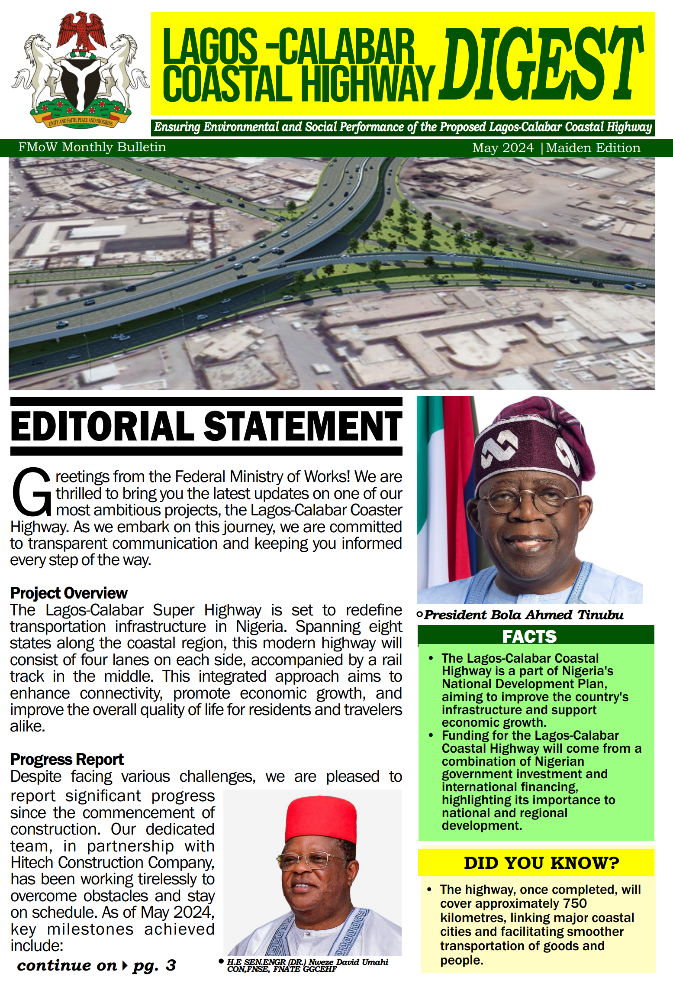 UNITY AND FAITH, PEACE AND PROGRESS
LAGOS -CALABAR
COASTAL HIGHWAY
DIGEST
Ensuring Environmental and Social Performance of the Proposed Lagos-Calabar Coastal Highway
FMoW Monthly Bulletin
May 2024 |Maiden Edition
EDITORIAL STATEMENT
Greetings from the Federal Ministry of Works! We are
thrilled to bring you the latest updates on one of our
most ambitious projects, the Lagos-Calabar Coaster
Highway. As we embark on this journey, we are committed
to transparent communication and keeping you informed
every step of the way.
Project Overview
The Lagos-Calabar Super Highway is set to redefine
transportation infrastructure in Nigeria. Spanning eight
states along the coastal region, this modern highway will
consist of four lanes on each side, accompanied by a rail
track in the middle. This integrated approach aims to
enhance connectivity, promote economic growth, and
improve the overall quality of life for residents and travelers
alike.
Progress Report
Despite facing various challenges, we are pleased to
report significant progress
since the commencement of
construction. Our dedicated
team, in partnership with
Hitech Construction Company,
has been working tirelessly to
overcome obstacles and stay
on schedule. As of May 2024,
key milestones achieved
include:
continue on pg. 3
• H.E SEN.ENGR (DR.) Nweze David Umahi
CON,FNSE, FNATE GGCEHF
President Bola Ahmed Tinubu
FACTS
• The Lagos-Calabar Coastal
Highway is a part of Nigeria's
National Development Plan,
aiming to improve the country's
infrastructure and support
economic growth.
• Funding for the Lagos-Calabar
Coastal Highway will come from a
combination of Nigerian
government investment and
international financing,
highlighting its importance to
national and regional
development.
DID YOU KNOW?
• The highway, once completed, will
cover approximately 750
kilometres, linking major coastal
cities and facilitating smoother
transportation of goods and
people.